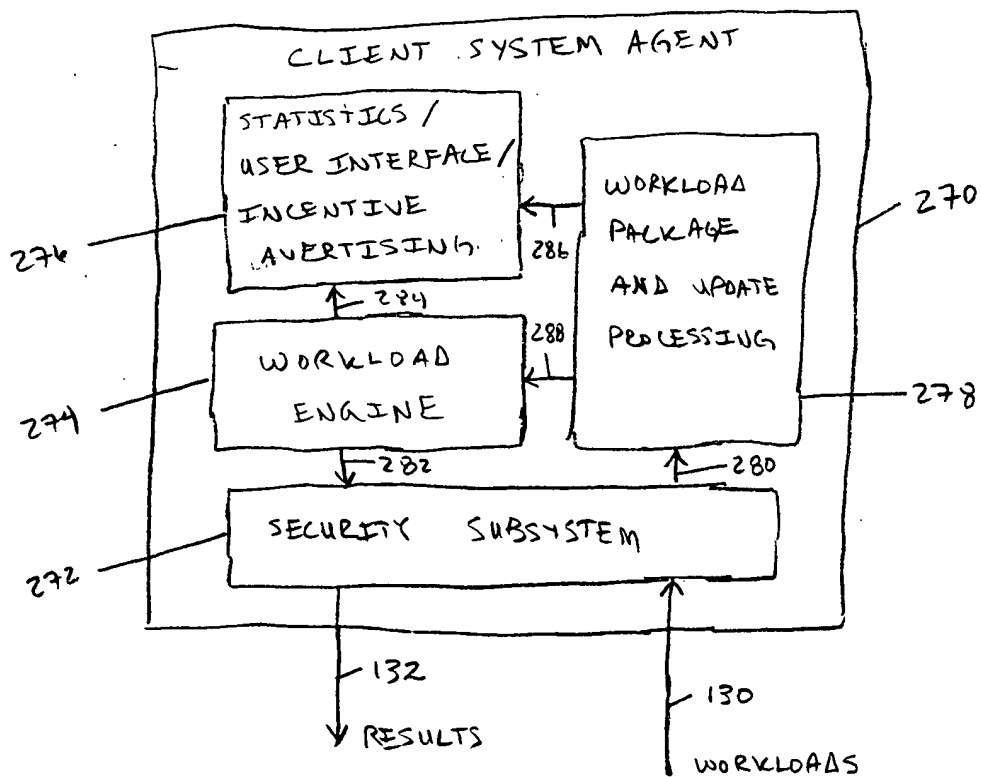 CLIENT SYSTEM AGENT
STATISTICS /
USER INTERFACE /
INCENTIVE
AVERTISING.
276
WORKLOAD
PACKAGE
AND UPDATE
PROCESSING
270
286
284
288
WORKLOAD
ENGINE
274
278
282
280
SECURITY SUBSYSTEM
272
132
130
RESULTS
WORKLOADS